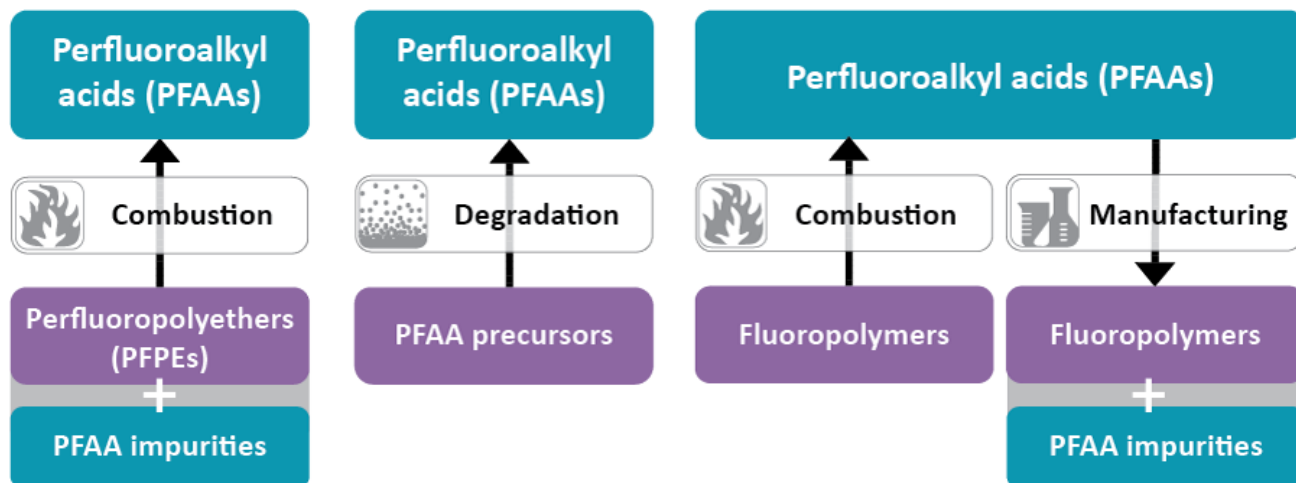 Perfluoroalkyl
acids (PFAAs)
Combustion
Perfluoropolyethers
(PFPEs)
+
PFAA impurities
Perfluoroalkyl
acids (PFAAs)
Degradation
PFAA precursors
Perfluoroalkyl acids (PFAAs)
Combustion
Fluoropolymers
Manufacturing
Fluoropolymers
+
PFAA impurities